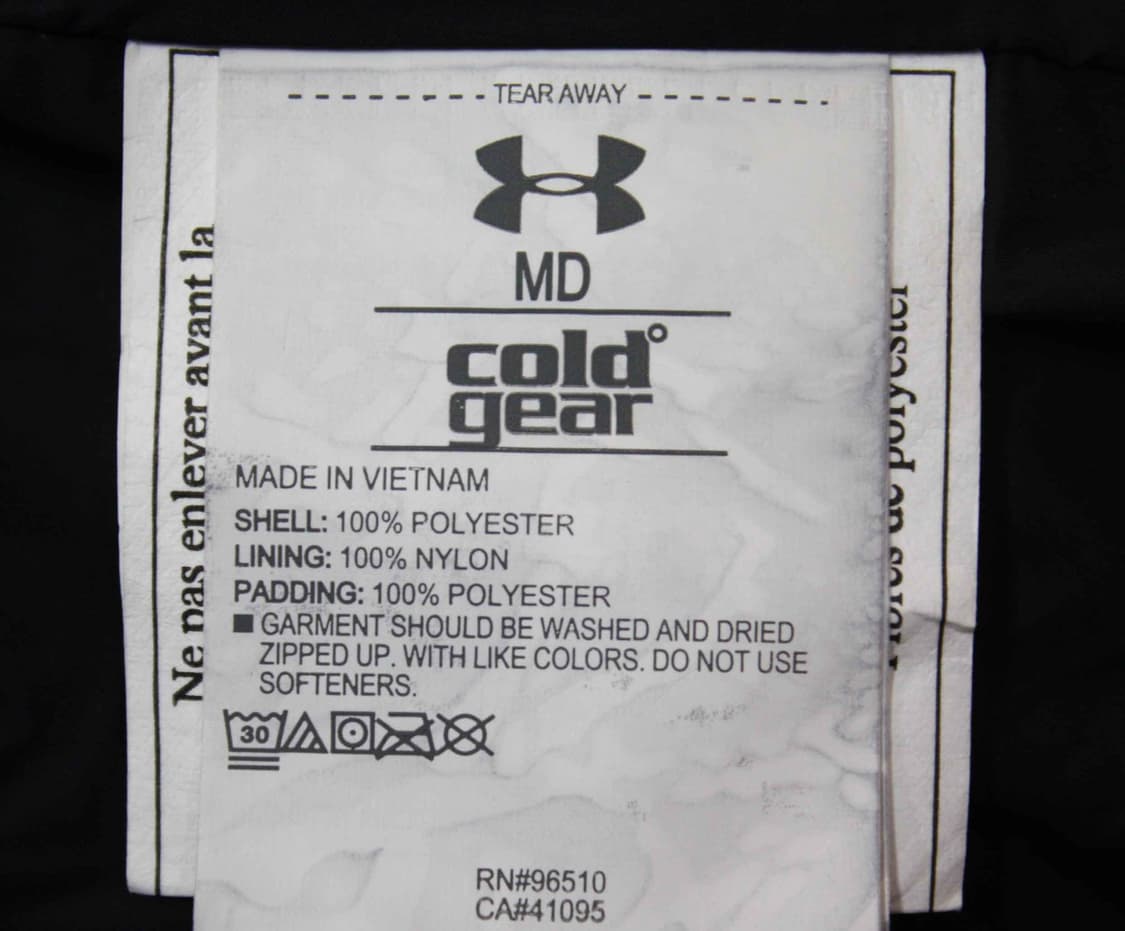 TEAR AWAY
MD
cold°
gear
MADE IN VIETNAM
SHELL: 100% POLYESTER
LINING: 100% NYLON
PADDING: 100% POLYESTER
■ GARMENT SHOULD BE WASHED AND DRIED
ZIPPED UP. WITH LIKE COLORS. DO NOT USE
SOFTENERS.
30
RN#96510
CA#41095
Ne pas enlever avant la
de polyester